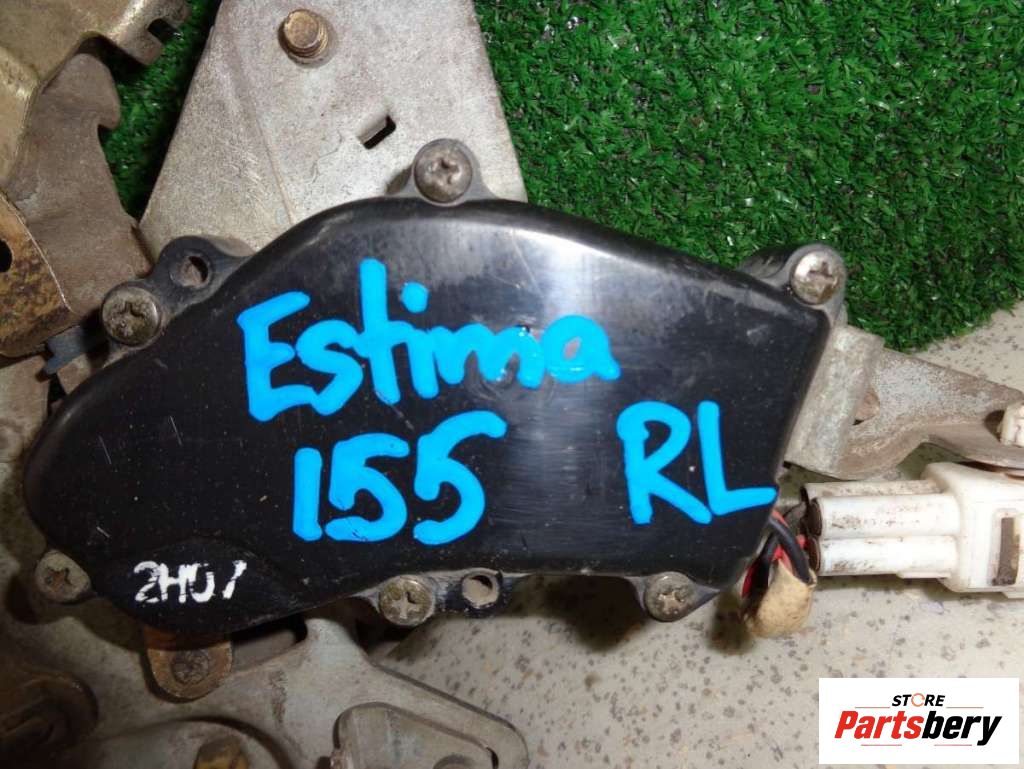 Estima
155 RL
2H07
STORE
Partsbery